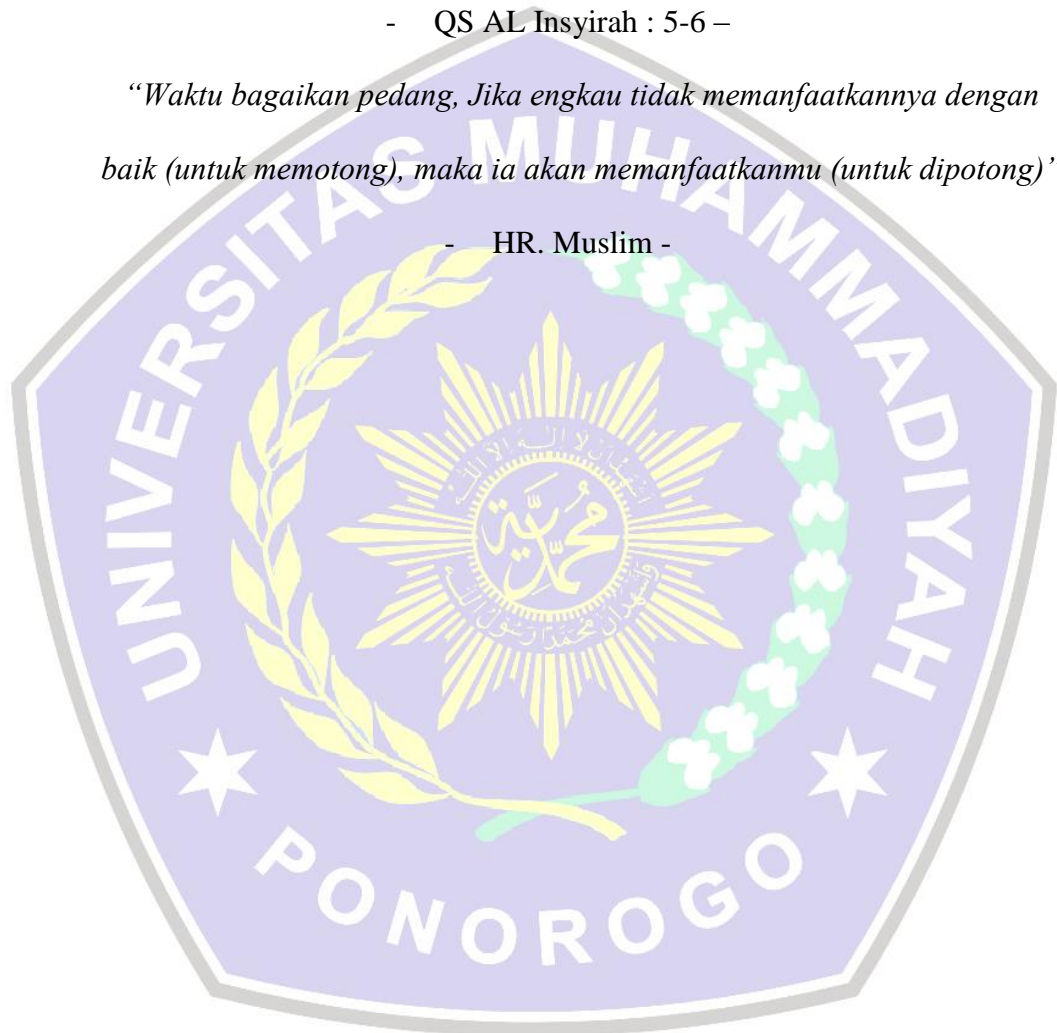 - QS AL Insyirah : 5-6 –
“Waktu bagaikan pedang, Jika engkau tidak memanfaatkannya dengan
baik (untuk memotong), maka ia akan memanfaatkanmu (untuk dipotong)”
- HR. Muslim -
UNIVERSITAS MUHAMMADIYAH
محمدية
PONOROGO